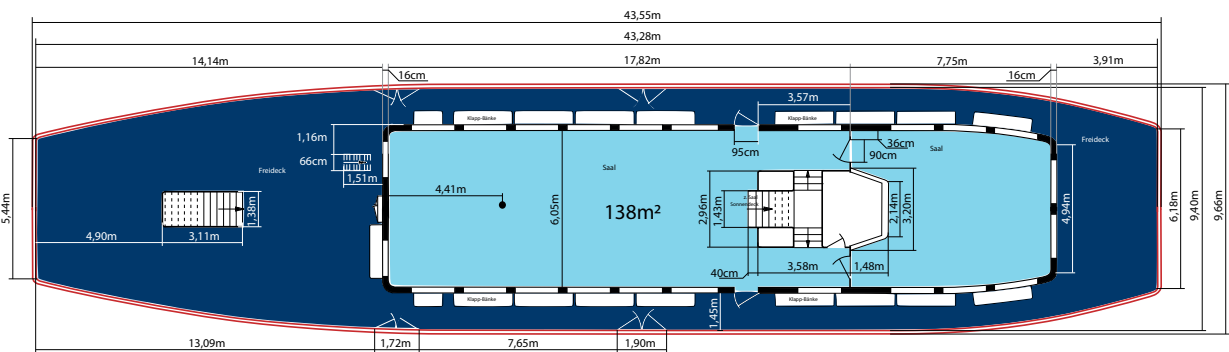 43,55m
43,28m
14,14m
17,82m
7,75m
3,91m
16cm
16cm
3,57m
Klapp-Bänke
Klapp-Bänke
1,16m
36cm
90cm
95cm
66cm
Freideck
Saal
Saal
Freideck
1,51m
4,41m
5,44m
1,38m
6,05m
138m²
2,96m
1,43m
z. Saal
Sonnendeck
2,14m
3,20m
4,94m
6,18m
9,40m
9,66m
4,90m
3,11m
40cm
3,58m
1,48m
Klapp-Bänke
Klapp-Bänke
1,45m
13,09m
1,72m
7,65m
1,90m